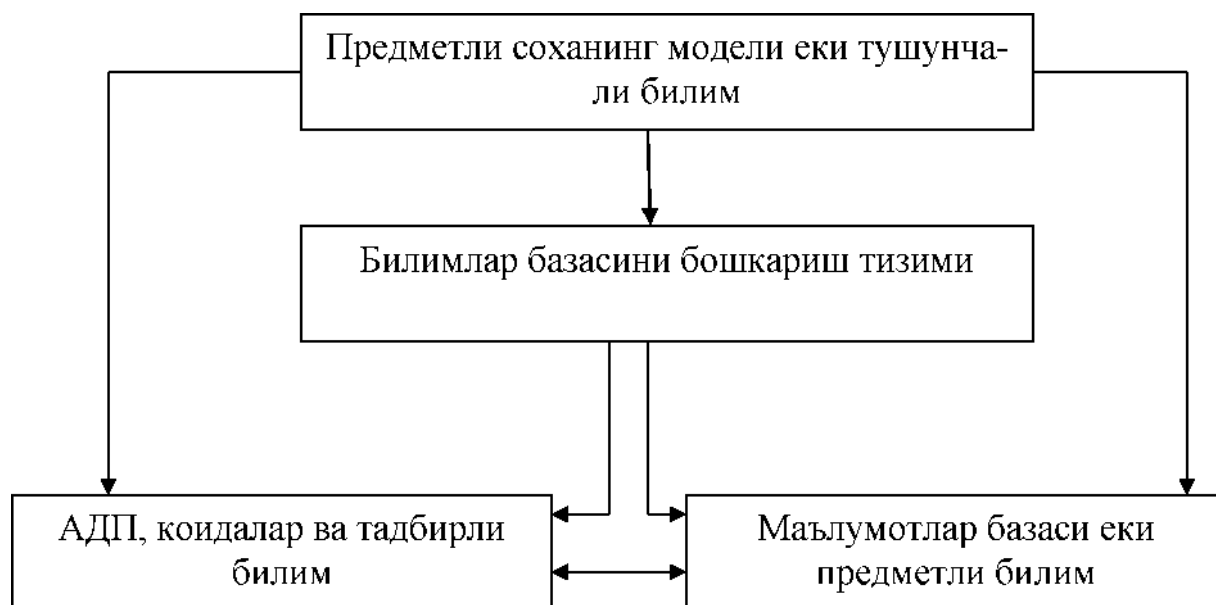 Предметли соханинг модели еки тушунча-
ли билим
Билимлар базасини бошкариш тизими
АДП, коидалар ва тадбирли
билим
Маълумотлар базаси еки
предметли билим